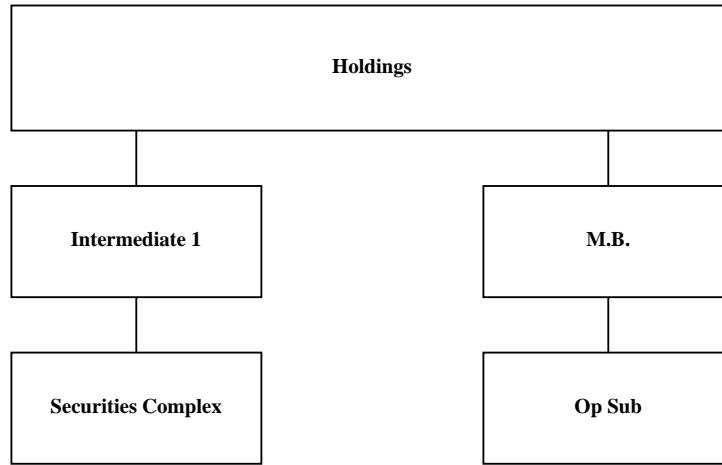 Holdings
Intermediate 1
M.B.
Securities Complex
Op Sub